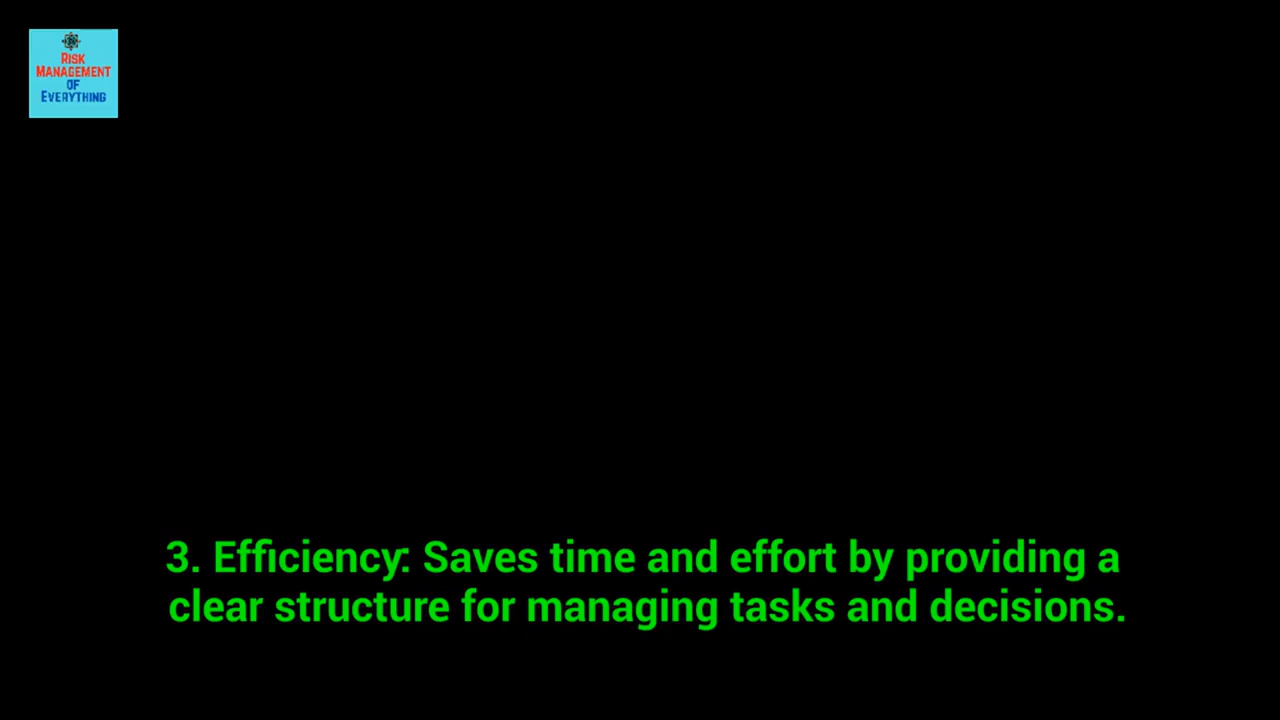 Risk
Management
of
Everything
3. Efficiency: Saves time and effort by providing a
clear structure for managing tasks and decisions.